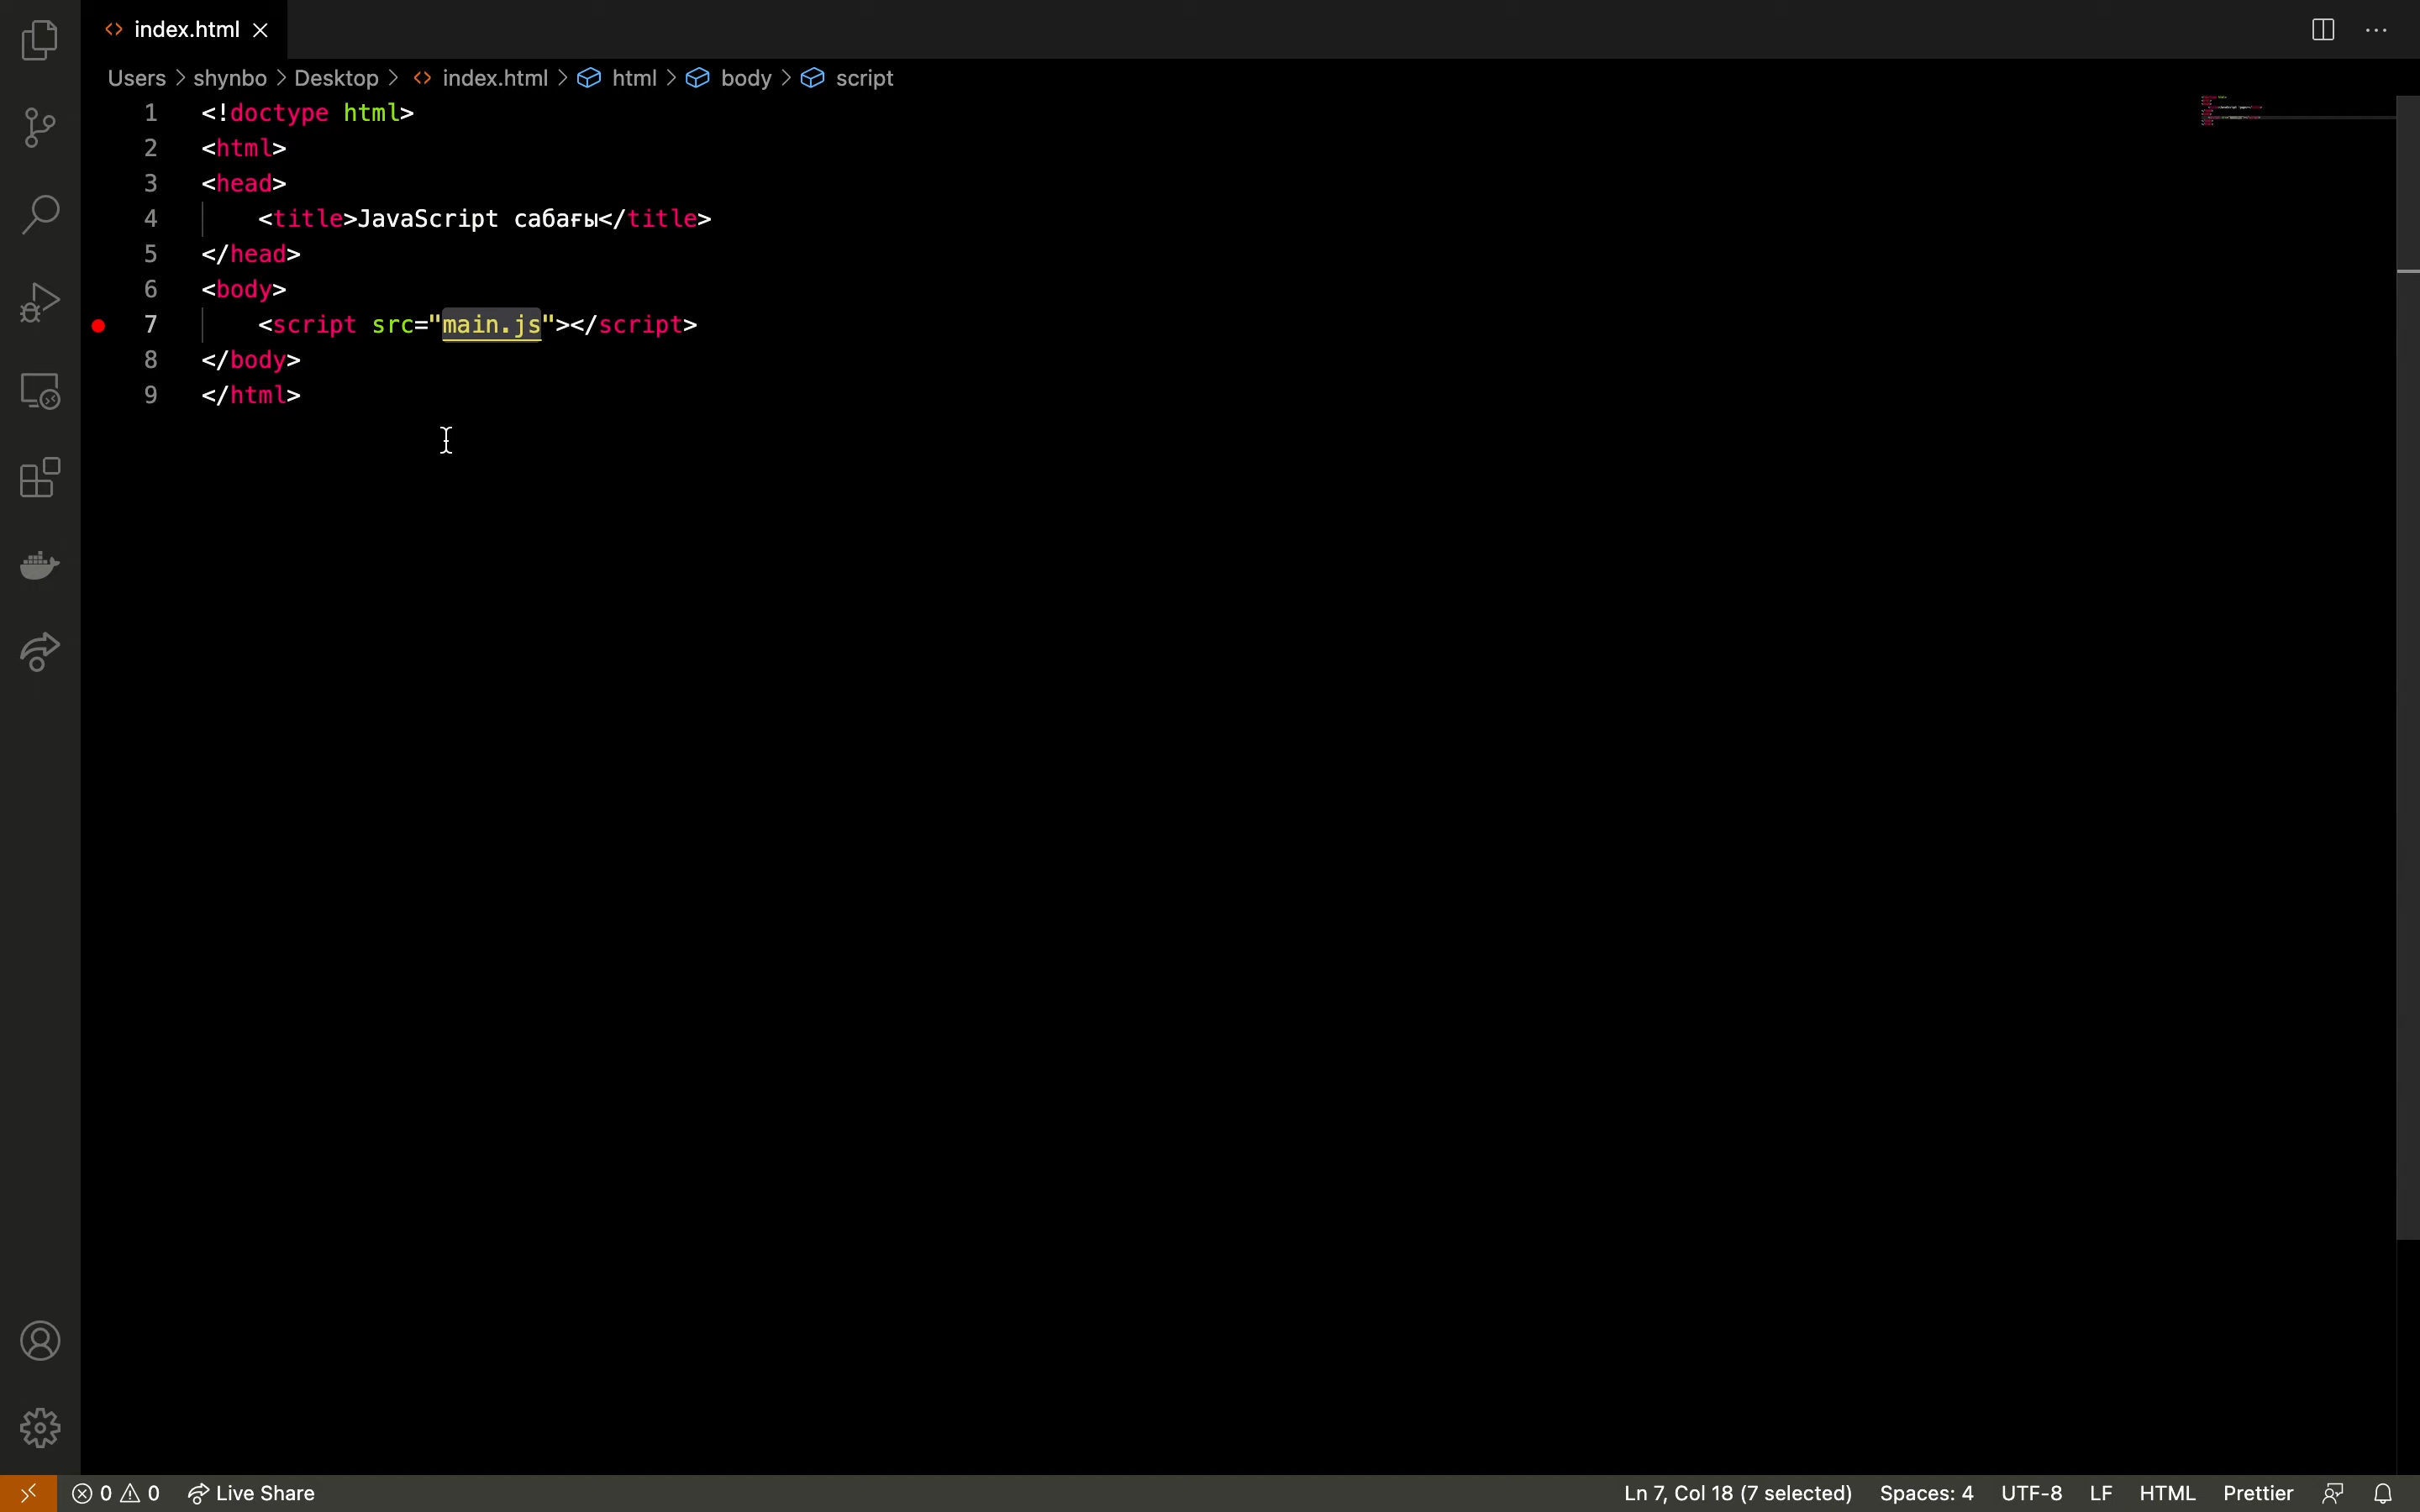 index.html
Users > shynbo > Desktop > index.html > html > body > script
1 <!doctype html>
2 <html>
3 <head>
4     <title>JavaScript сабағы</title>
5 </head>
6 <body>
7     <script src="main.js"></script>
8 </body>
9 </html>
0 0 Live Share Ln 7, Col 18 (7 selected) Spaces: 4 UTF-8 LF HTML Prettier